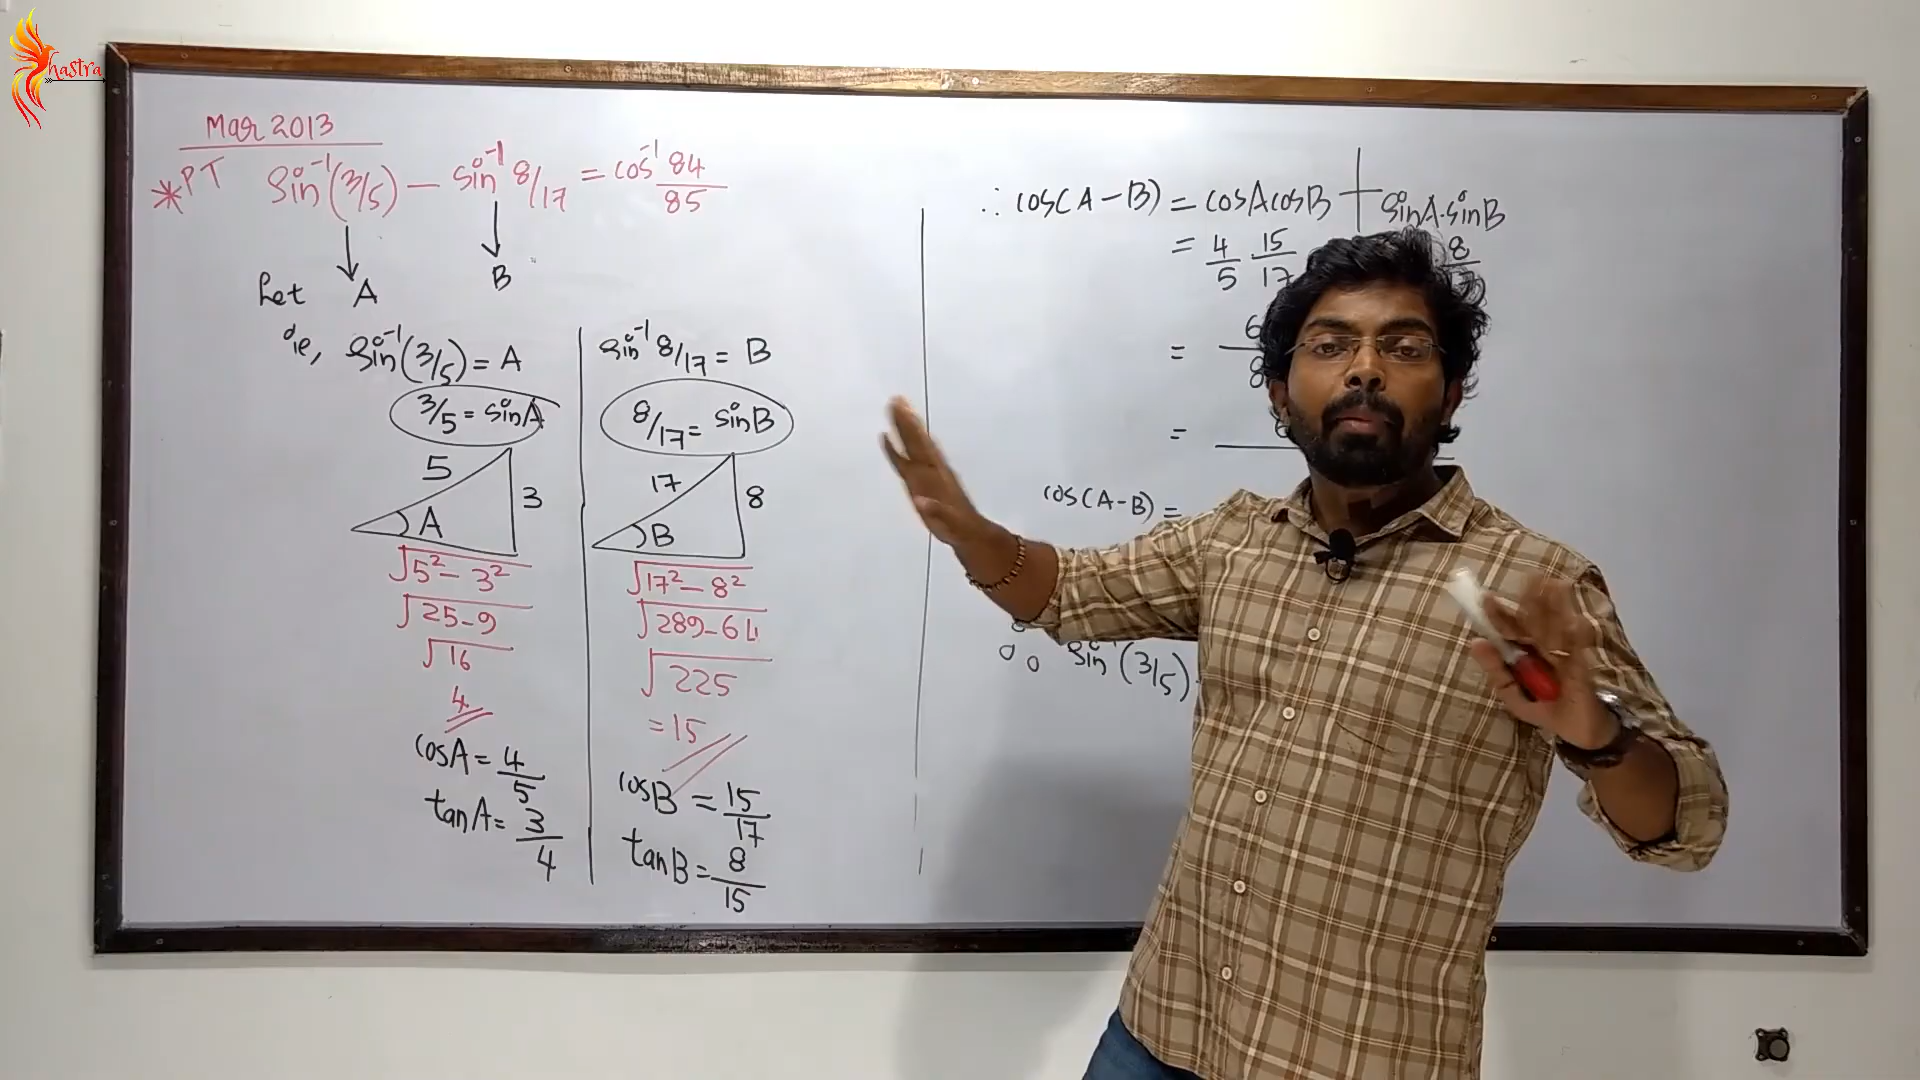 hastra
Mar 2013
*PT sin⁻¹(3/5) — sin⁻¹ 8/17 = cos⁻¹ 84/85
Let A
B
ie, sin⁻¹(3/5) = A
3/5 = sinA
5
3
A
√5² – 3²
√25-9
√16
4
cosA = 4/5
tanA = 3/4
sin⁻¹ 8/17 = B
8/17 = sinB
17
8
B
√17² – 8²
√289-64
√225
= 15
cosB = 15/17
tanB = 8/15
∴ cos(A – B) = cosAcosB + sinA.sinB
= 4/5 15/17 8
= 6 8
=
cos(A-B) =
∴ sin⁻¹(3/5)